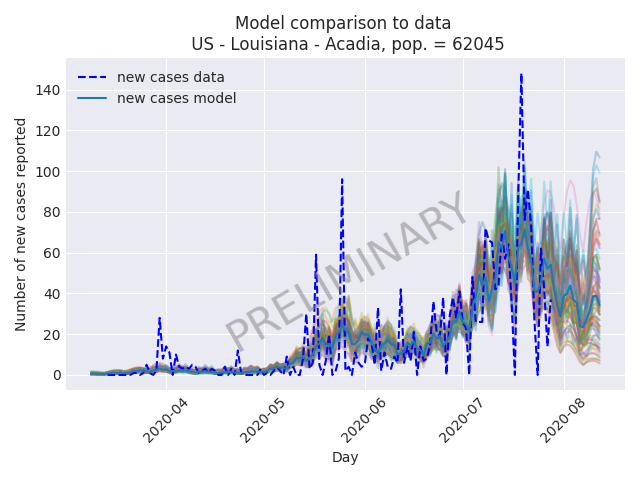 Model comparison to data
US - Louisiana - Acadia, pop. = 62045
new cases data
new cases model
Number of new cases reported
140
120
100
80
60
40
20
0
PRELIMINARY
2020-04
2020-05
2020-06
2020-07
2020-08
Day